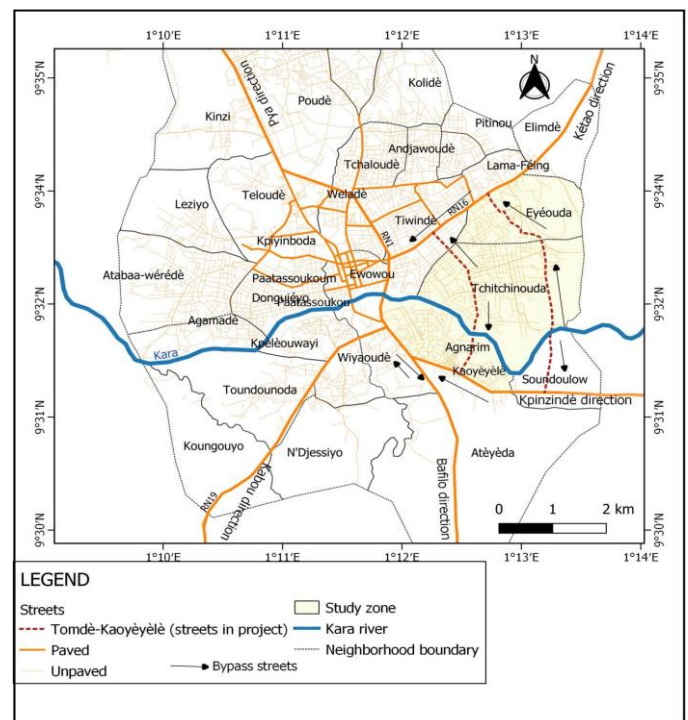 1°10'E 1°11'E 1°12'E 1°13'E 1°14'E
9°35'N
9°35'N
N
Kolidè
Pya direction
Poudè
Kinzi
Pitinou
Elimdè
Kétao direction
Andjawoudè
Tchaloudè
Lama-Féing
9°34'N
9°34'N
Teloudè
Weladè
Leziyo
Tiwindè
RN16
Eyéouda
Kpiyinboda
RN1
Atabaa-wérédè
Paatassoukoum
Ewowou
Tchitchinouda
Donguiéyo
Paatassoukou
9°32'N
9°32'N
Agamadè
Kpélèouwayi
Kara
Wiyaoudè
Agnarim
Kaoyèyèlè
Soundoulow
Toundounoda
Kpinzindè direction
9°31'N
9°31'N
Koungouyo
N'Djessiyo
Atèyèda
RN19
Kabou direction
Bafilo direction
0 1 2 km
9°30'N
9°30'N
1°10'E 1°11'E 1°12'E 1°13'E 1°14'E
LEGEND
Streets
Tomdè-Kaoyèyèlè (streets in project)
Paved
Unpaved
Bypass streets
Study zone
Kara river
Neighborhood boundary